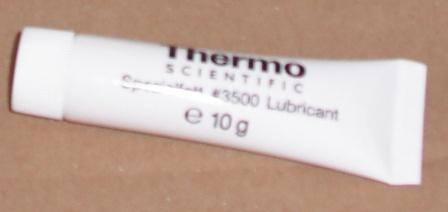 Thermo
SCIENTIFIC
Spezialfett #3500 Lubricant
℮ 10 g